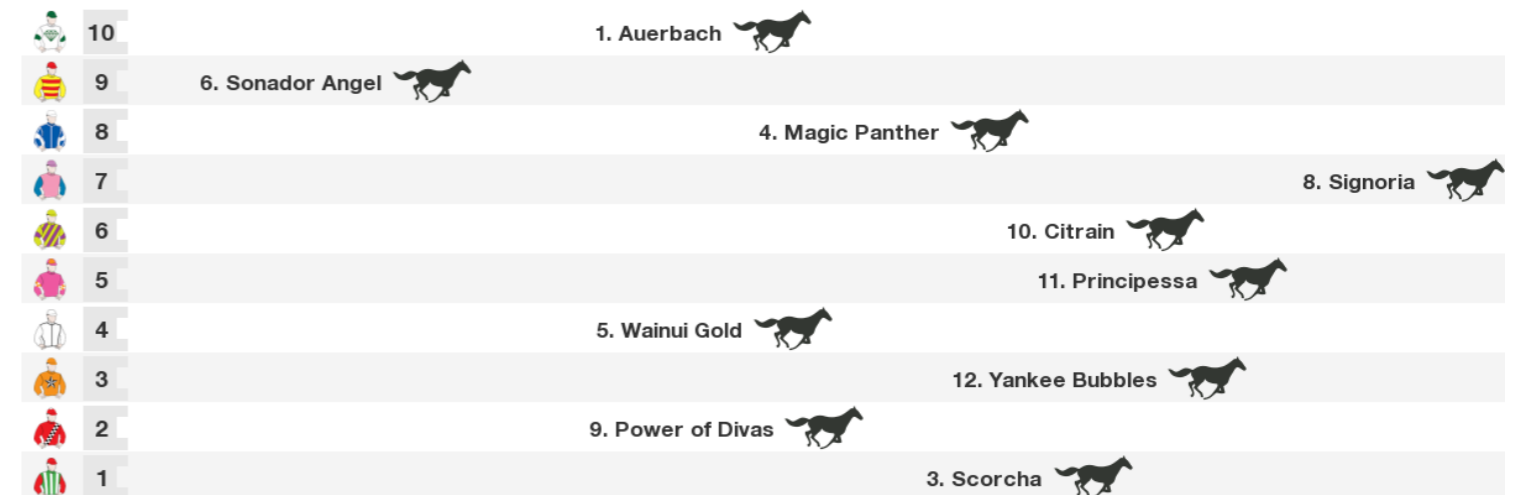 10 1. Auerbach
9 6. Sonador Angel
8 4. Magic Panther
7 8. Signoria
6 10. Citrain
5 11. Principessa
4 5. Wainui Gold
3 12. Yankee Bubbles
2 9. Power of Divas
1 3. Scorcha